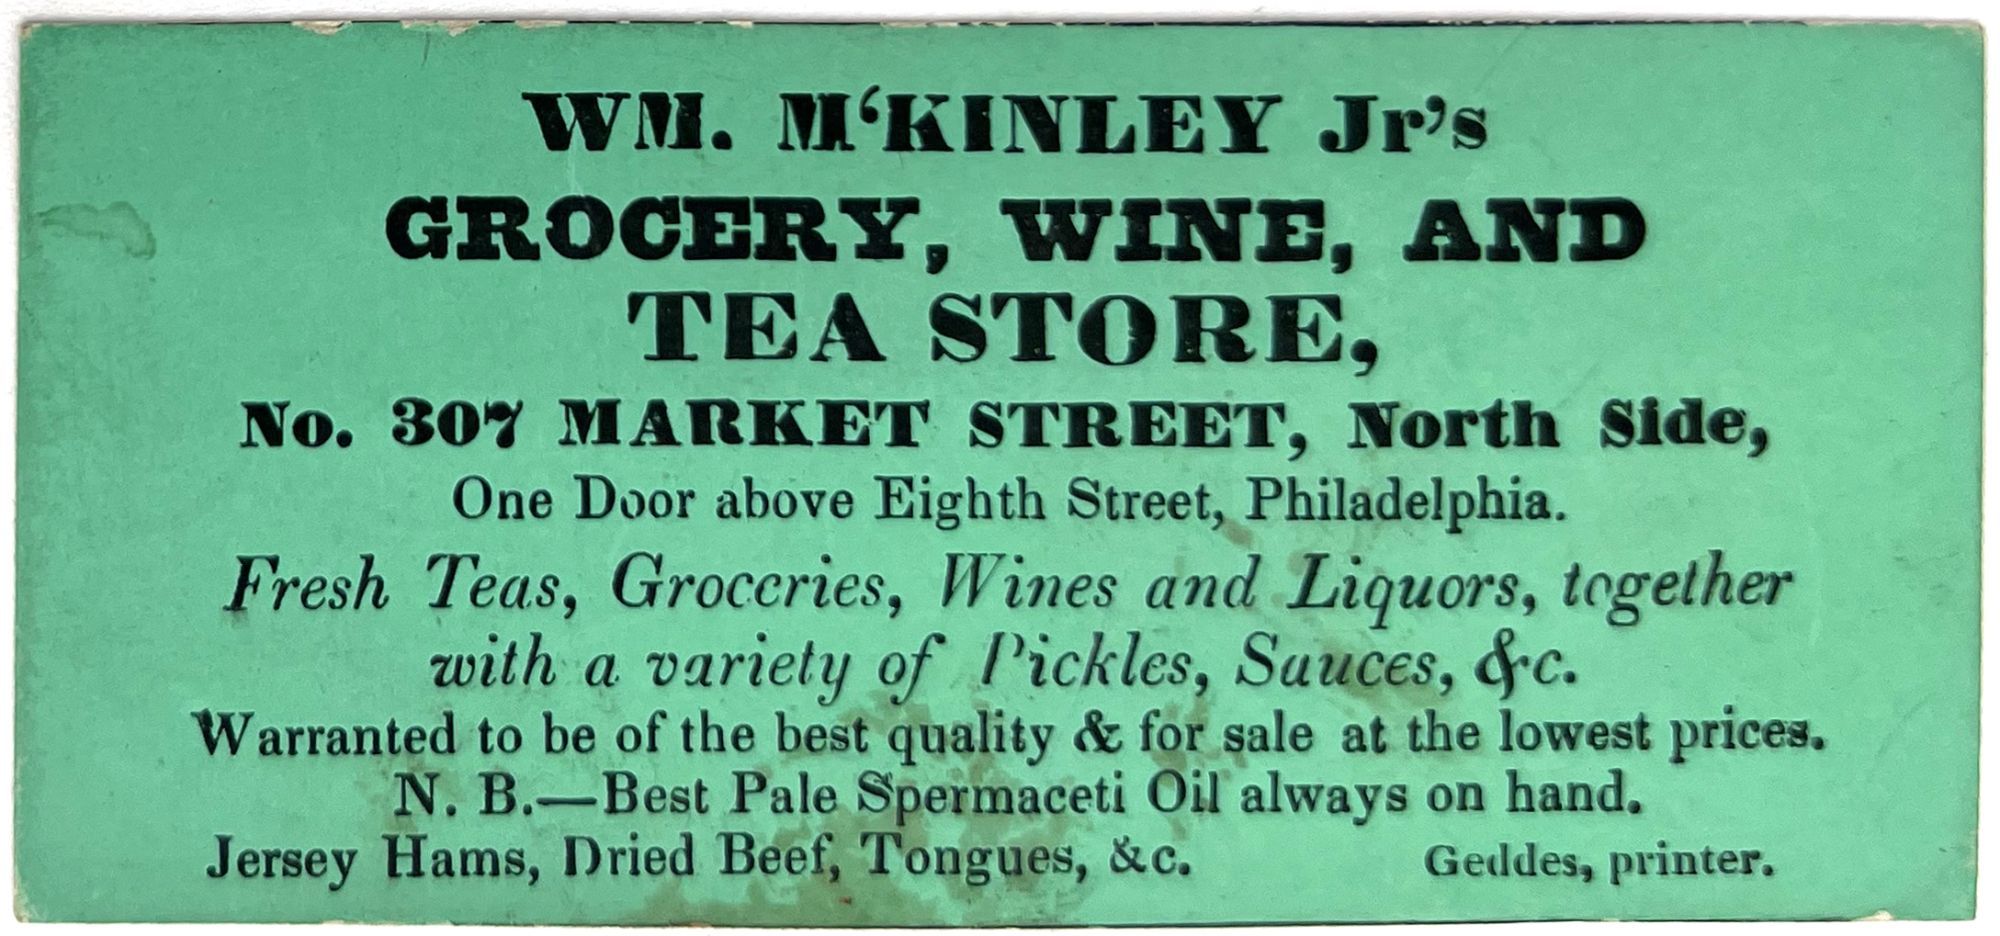 WM. M‘KINLEY Jr’s
GROCERY, WINE, AND
TEA STORE,
No. 307 MARKET STREET, North Side,
One Door above Eighth Street, Philadelphia.
Fresh Teas, Groceries, Wines and Liquors, together
with a variety of Pickles, Sauces, &c.
Warranted to be of the best quality & for sale at the lowest prices.
N. B.—Best Pale Spermaceti Oil always on hand.
Jersey Hams, Dried Beef, Tongues, &c. Geddes, printer.